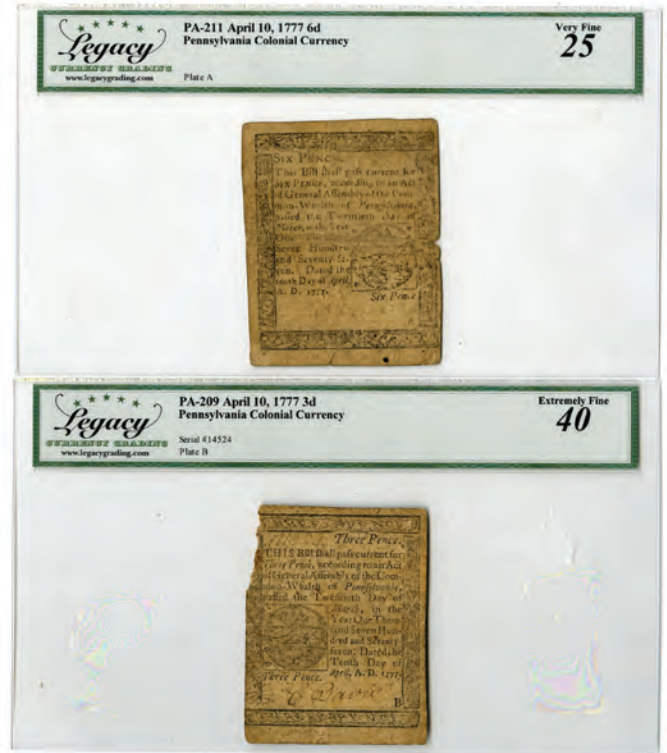 Legacy
CURRENCY GRADING
www.legacygrading.com
PA-211 April 10, 1777 6d
Pennsylvania Colonial Currency
Plate A
Very Fine
25
SIX PENCE.
This Bill shall pass current for
SIX PENCE, according to an Act
of General Assembly of the Com-
mon-Wealth of Pennsylvania,
passed the Twentieth Day of
March, in the Year
One
Seven Hundred
and Seventy-se-
ven. Dated the
tenth Day of April,
A. D. 1777.
Six Pence
Legacy
CURRENCY GRADING
www.legacygrading.com
PA-209 April 10, 1777 3d
Pennsylvania Colonial Currency
Serial #14524
Plate B
Extremely Fine
40
Three Pence.
THIS Bill shall pass current for
Three Pence, according to an Act
of General Assembly of the Com-
mon-Wealth of Pennsylvania,
passed the Twentieth Day of
March, in the
Year Our Thou-
sand Seven Hun-
dred and Seventy-
seven. Dated the
Tenth Day of
April, A. D. 1777.
Three Pence.
B